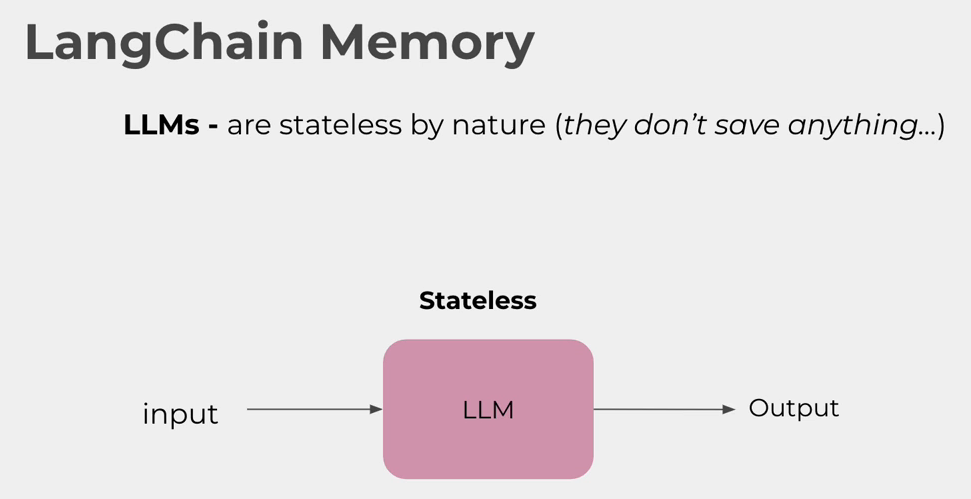 LangChain Memory
LLMs - are stateless by nature (they don’t save anything…)
Stateless
input
LLM
Output